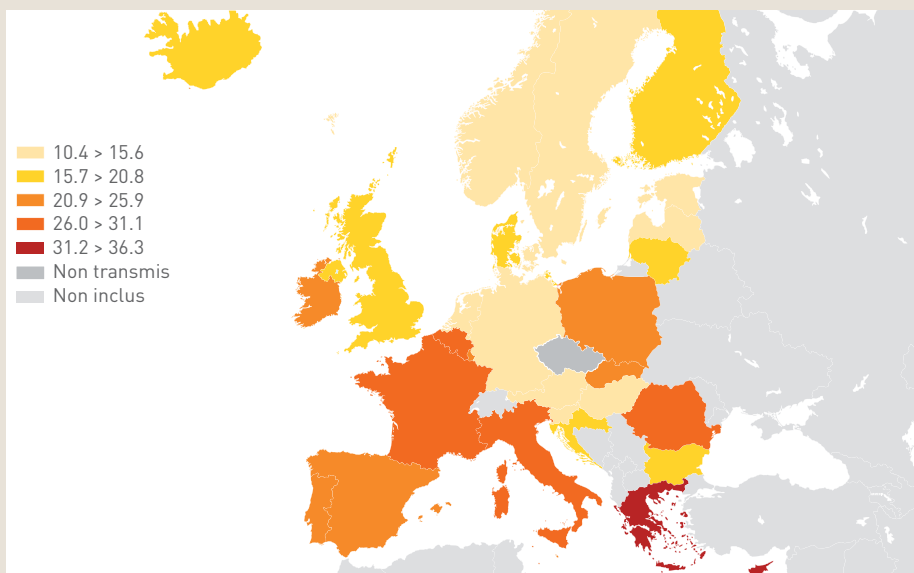 10.4 > 15.6
15.7 > 20.8
20.9 > 25.9
26.0 > 31.1
31.2 > 36.3
Non transmis
Non inclus